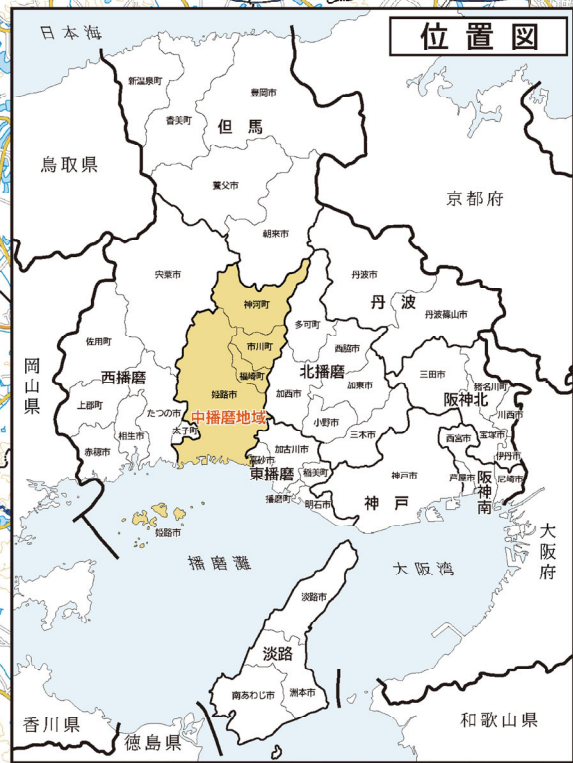 位置図
日本海
新温泉町
豊岡市
香美町
但馬
鳥取県
養父市
京都府
朝来市
宍粟市
丹波市
神河町
丹波
多可町
丹波篠山市
佐用町
市川町
西脇市
岡山県
西播磨
福崎町
北播磨
三田市
猪名川町
姫路市
加西市
加東市
阪神北
上郡町
たつの市
中播磨地域
川西市
相生市
太子町
小野市
宝塚市
赤穂市
三木市
西宮市
伊丹市
加古川市
高砂市
東播磨
稲美町
神戸市
芦屋市
阪神南
尼崎市
播磨町
明石市
神戸
姫路市
大阪府
播磨灘
大阪湾
淡路市
淡路
南あわじ市
洲本市
香川県
徳島県
和歌山県